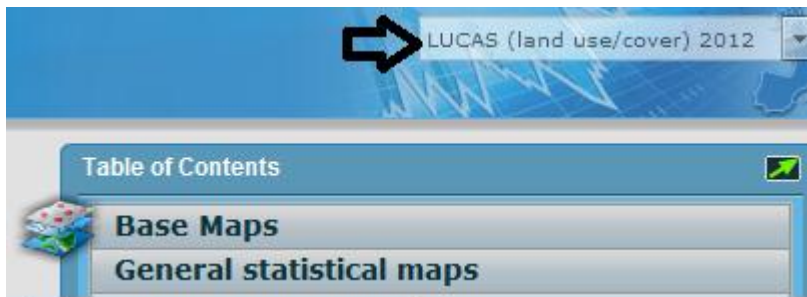 LUCAS (land use/cover) 2012
Table of Contents
Base Maps
General statistical maps